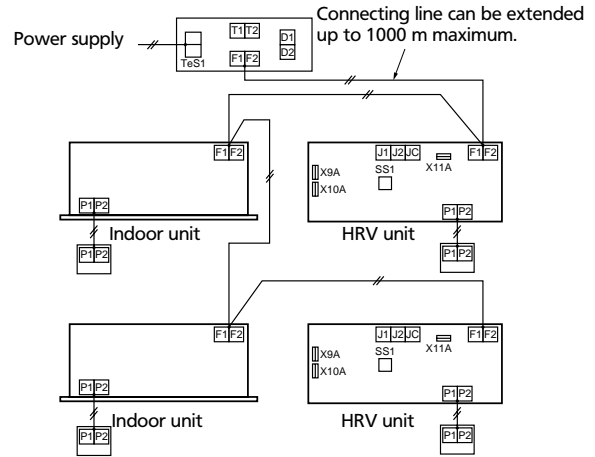 Connecting line can be extended
up to 1000 m maximum.
Power supply
T1 T2
D1
D2
F1 F2
TeS1
F1 F2
J1 J2 JC
F1 F2
X9A
SS1
X11A
X10A
P1 P2
P1 P2
Indoor unit
HRV unit
P1 P2
P1 P2
F1 F2
J1 J2 JC
F1 F2
X9A
SS1
X11A
X10A
P1 P2
P1 P2
Indoor unit
HRV unit
P1 P2
P1 P2